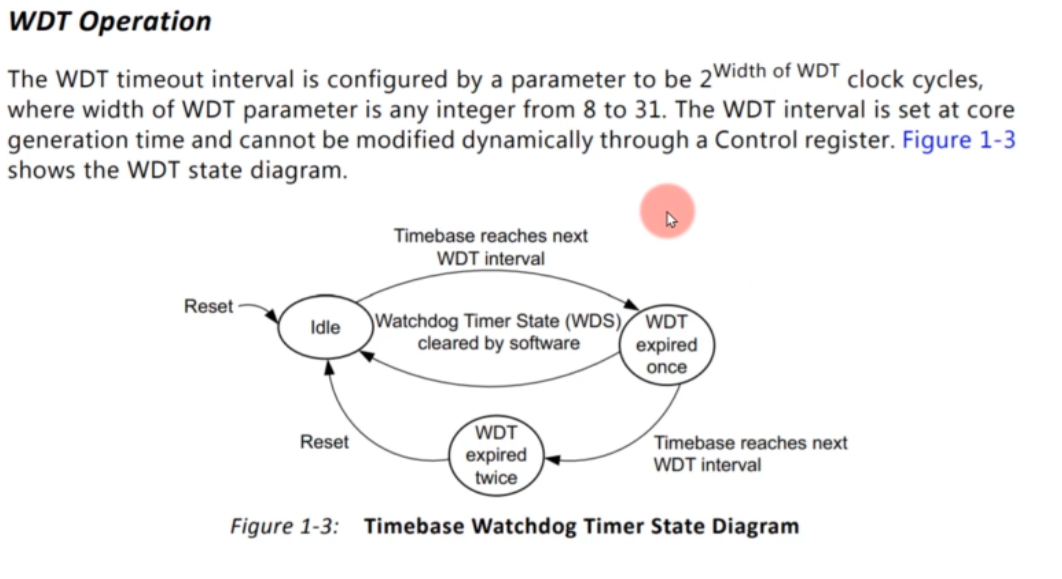 WDT Operation
The WDT timeout interval is configured by a parameter to be 2^Width of WDT clock cycles,
where width of WDT parameter is any integer from 8 to 31. The WDT interval is set at core
generation time and cannot be modified dynamically through a Control register. Figure 1-3
shows the WDT state diagram.
Timebase reaches next
WDT interval
Reset
Idle
Watchdog Timer State (WDS)
cleared by software
WDT
expired
once
Reset
WDT
expired
twice
Timebase reaches next
WDT interval
Figure 1-3: Timebase Watchdog Timer State Diagram